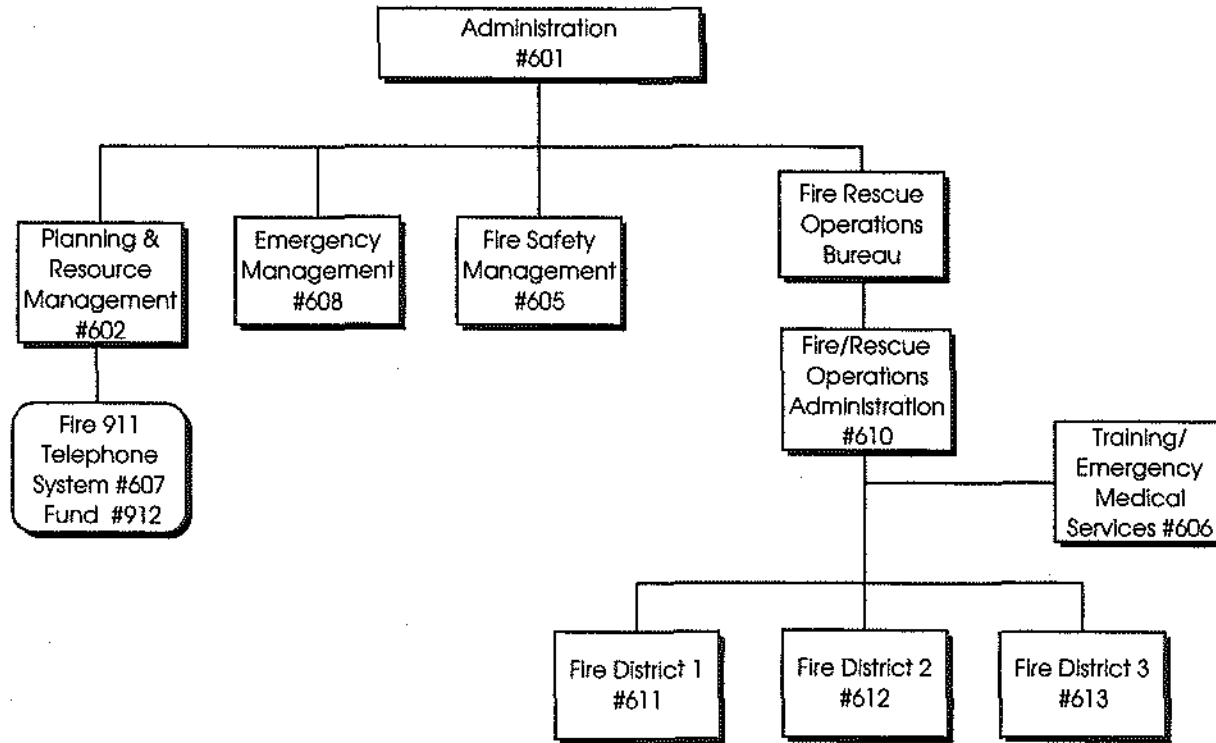 Administration
#601
Planning &
Resource
Management
#602
Emergency
Management
#608
Fire Safety
Management
#605
Fire Rescue
Operations
Bureau
Fire/Rescue
Operations
Administration
#610
Fire 911
Telephone
System #607
Fund #912
Training/
Emergency
Medical
Services #606
Fire District 1
#611
Fire District 2
#612
Fire District 3
#613